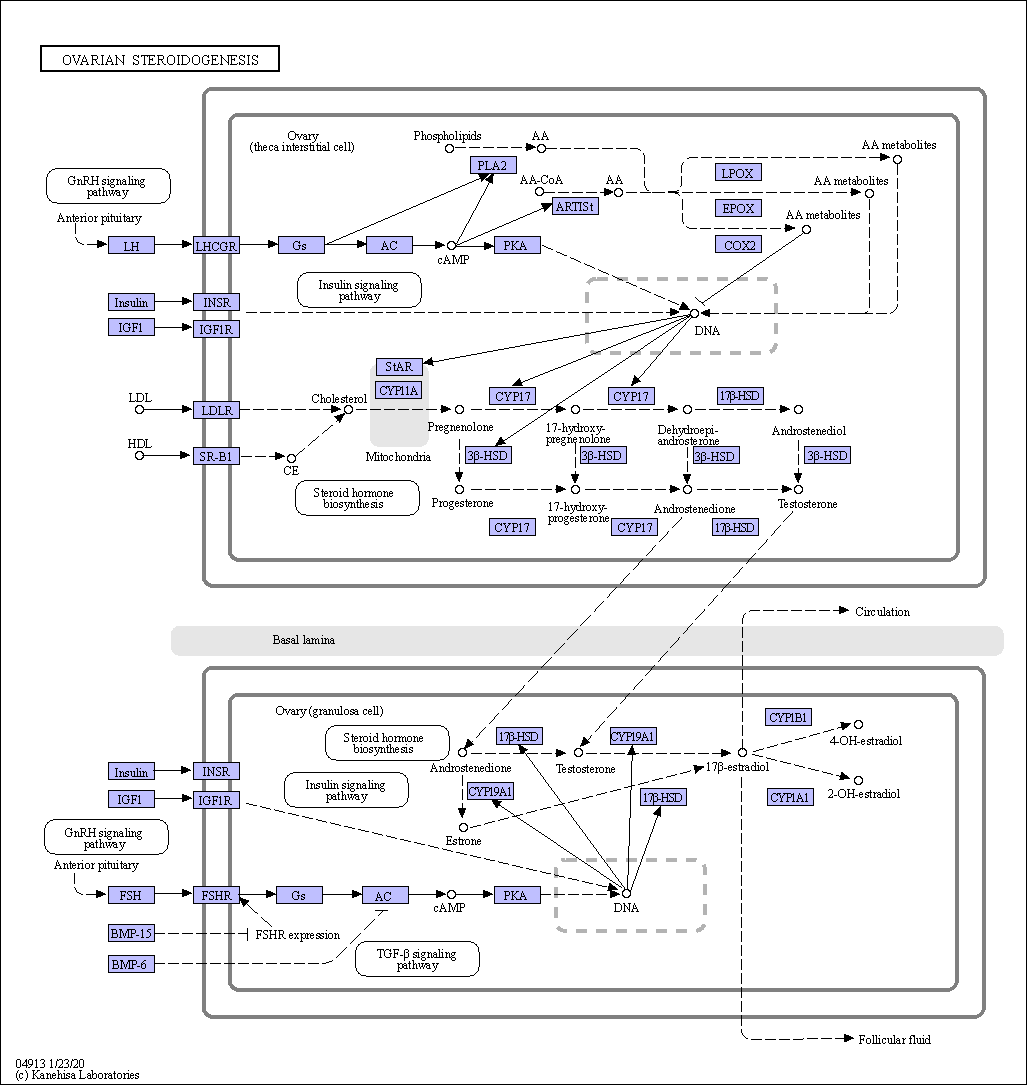 OVARIAN STEROIDOGENESIS
Ovary
(theca interstitial cell)
Phospholipids
AA
AA metabolites
PLA2
LPOX
GnRH signaling
pathway
AA-CoA
AA
AA metabolites
ARTISt
EPOX
Anterior pituitary
AA metabolites
LH
LHCGR
Gs
AC
cAMP
PKA
COX2
Insulin signaling
pathway
Insulin
INSR
IGF1
IGF1R
DNA
StAR
CYP11A
CYP17
CYP17
17β-HSD
LDL
LDLR
Cholesterol
Pregnenolone
17-hydroxy-
pregnenolone
Dehydroepi-
androsterone
Androstenediol
HDL
SR-B1
CE
Mitochondria
3β-HSD
3β-HSD
3β-HSD
3β-HSD
Steroid hormone
biosynthesis
Progesterone
17-hydroxy-
progesterone
Androstenedione
Testosterone
CYP17
CYP17
17β-HSD
Circulation
Basal lamina
Ovary (granulosa cell)
Steroid hormone
biosynthesis
17β-HSD
CYP19A1
CYP1B1
4-OH-estradiol
Androstenedione
Testosterone
17β-estradiol
Insulin
INSR
Insulin signaling
pathway
CYP19A1
17β-HSD
CYP1A1
2-OH-estradiol
IGF1
IGF1R
GnRH signaling
pathway
Estrone
Anterior pituitary
FSH
FSHR
Gs
AC
cAMP
PKA
DNA
BMP-15
FSHR expression
BMP-6
TGF-β signaling
pathway
Follicular fluid
04913 1/23/20
(c) Kanehisa Laboratories